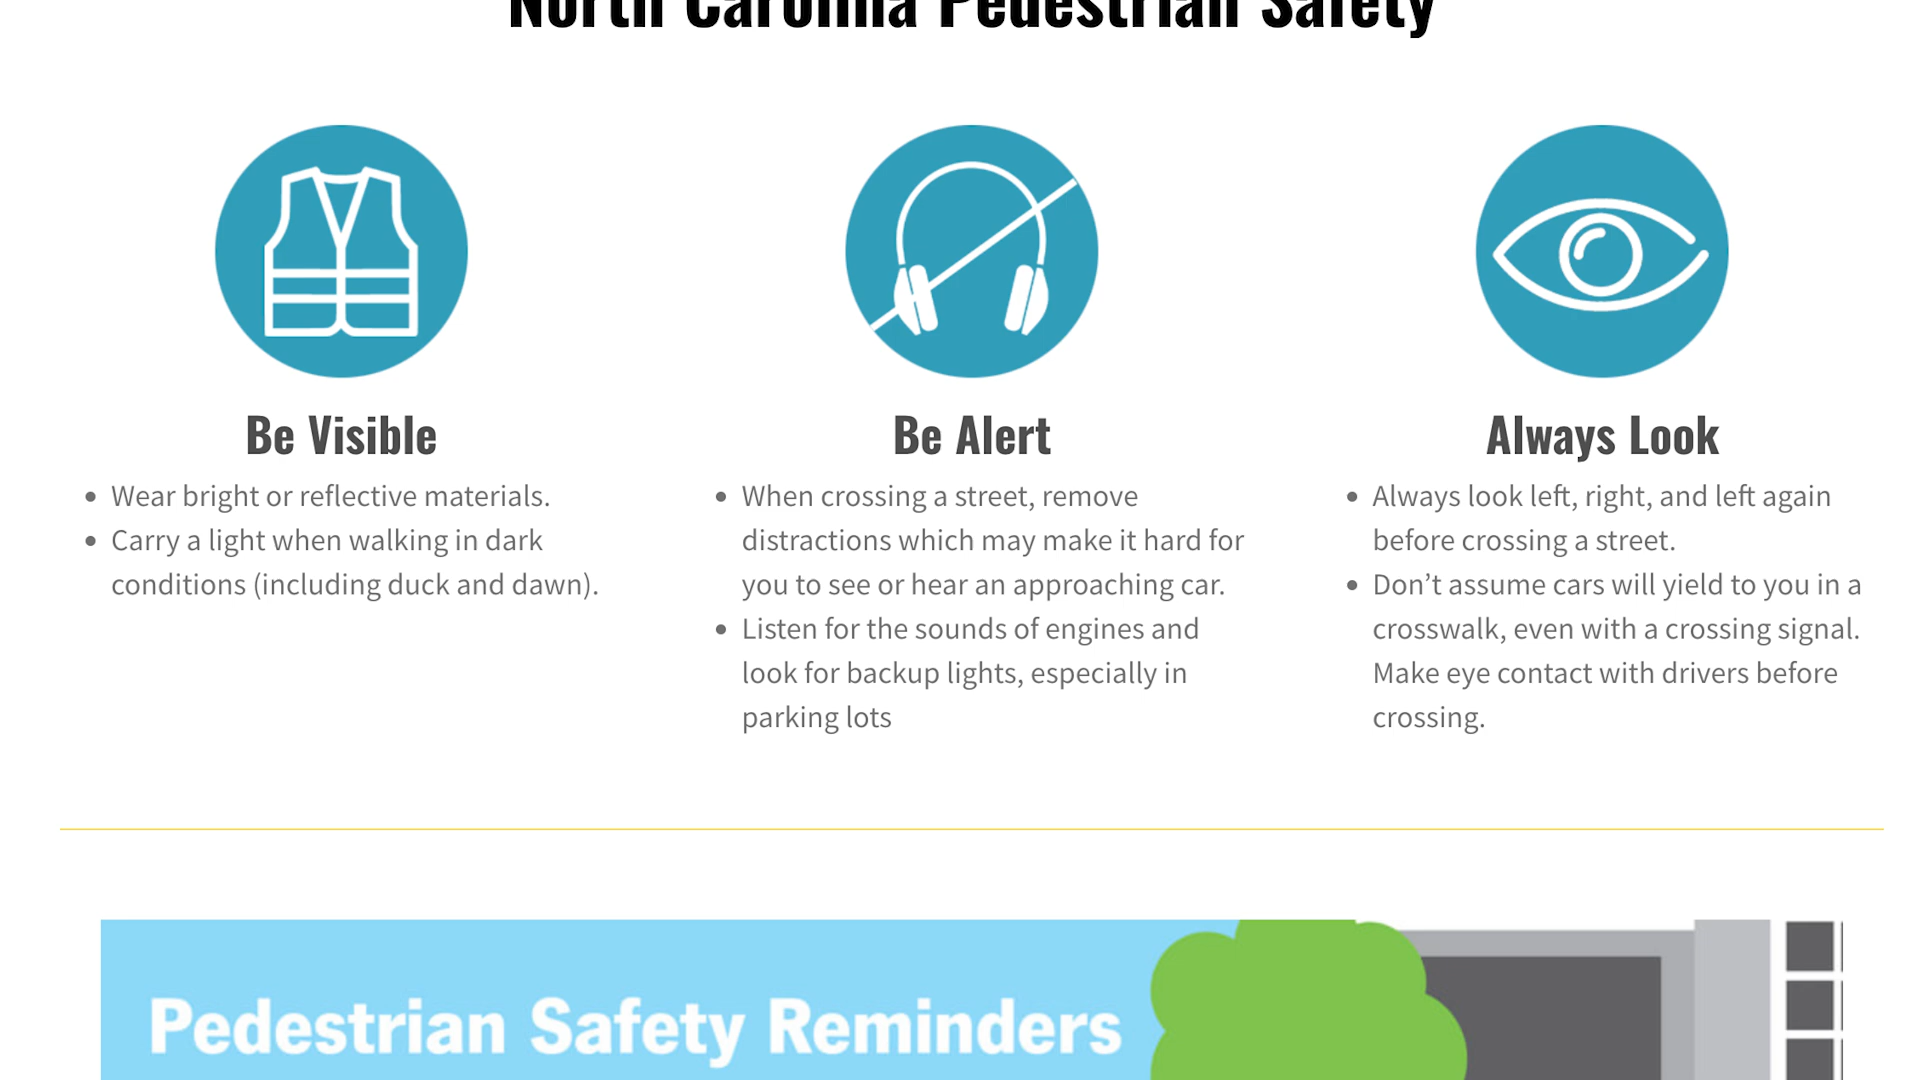 North Carolina Pedestrian Safety
Be Visible
• Wear bright or reflective materials.
• Carry a light when walking in dark
conditions (including duck and dawn).
Be Alert
• When crossing a street, remove
distractions which may make it hard for
you to see or hear an approaching car.
• Listen for the sounds of engines and
look for backup lights, especially in
parking lots
Always Look
• Always look left, right, and left again
before crossing a street.
• Don’t assume cars will yield to you in a
crosswalk, even with a crossing signal.
Make eye contact with drivers before
crossing.
Pedestrian Safety Reminders